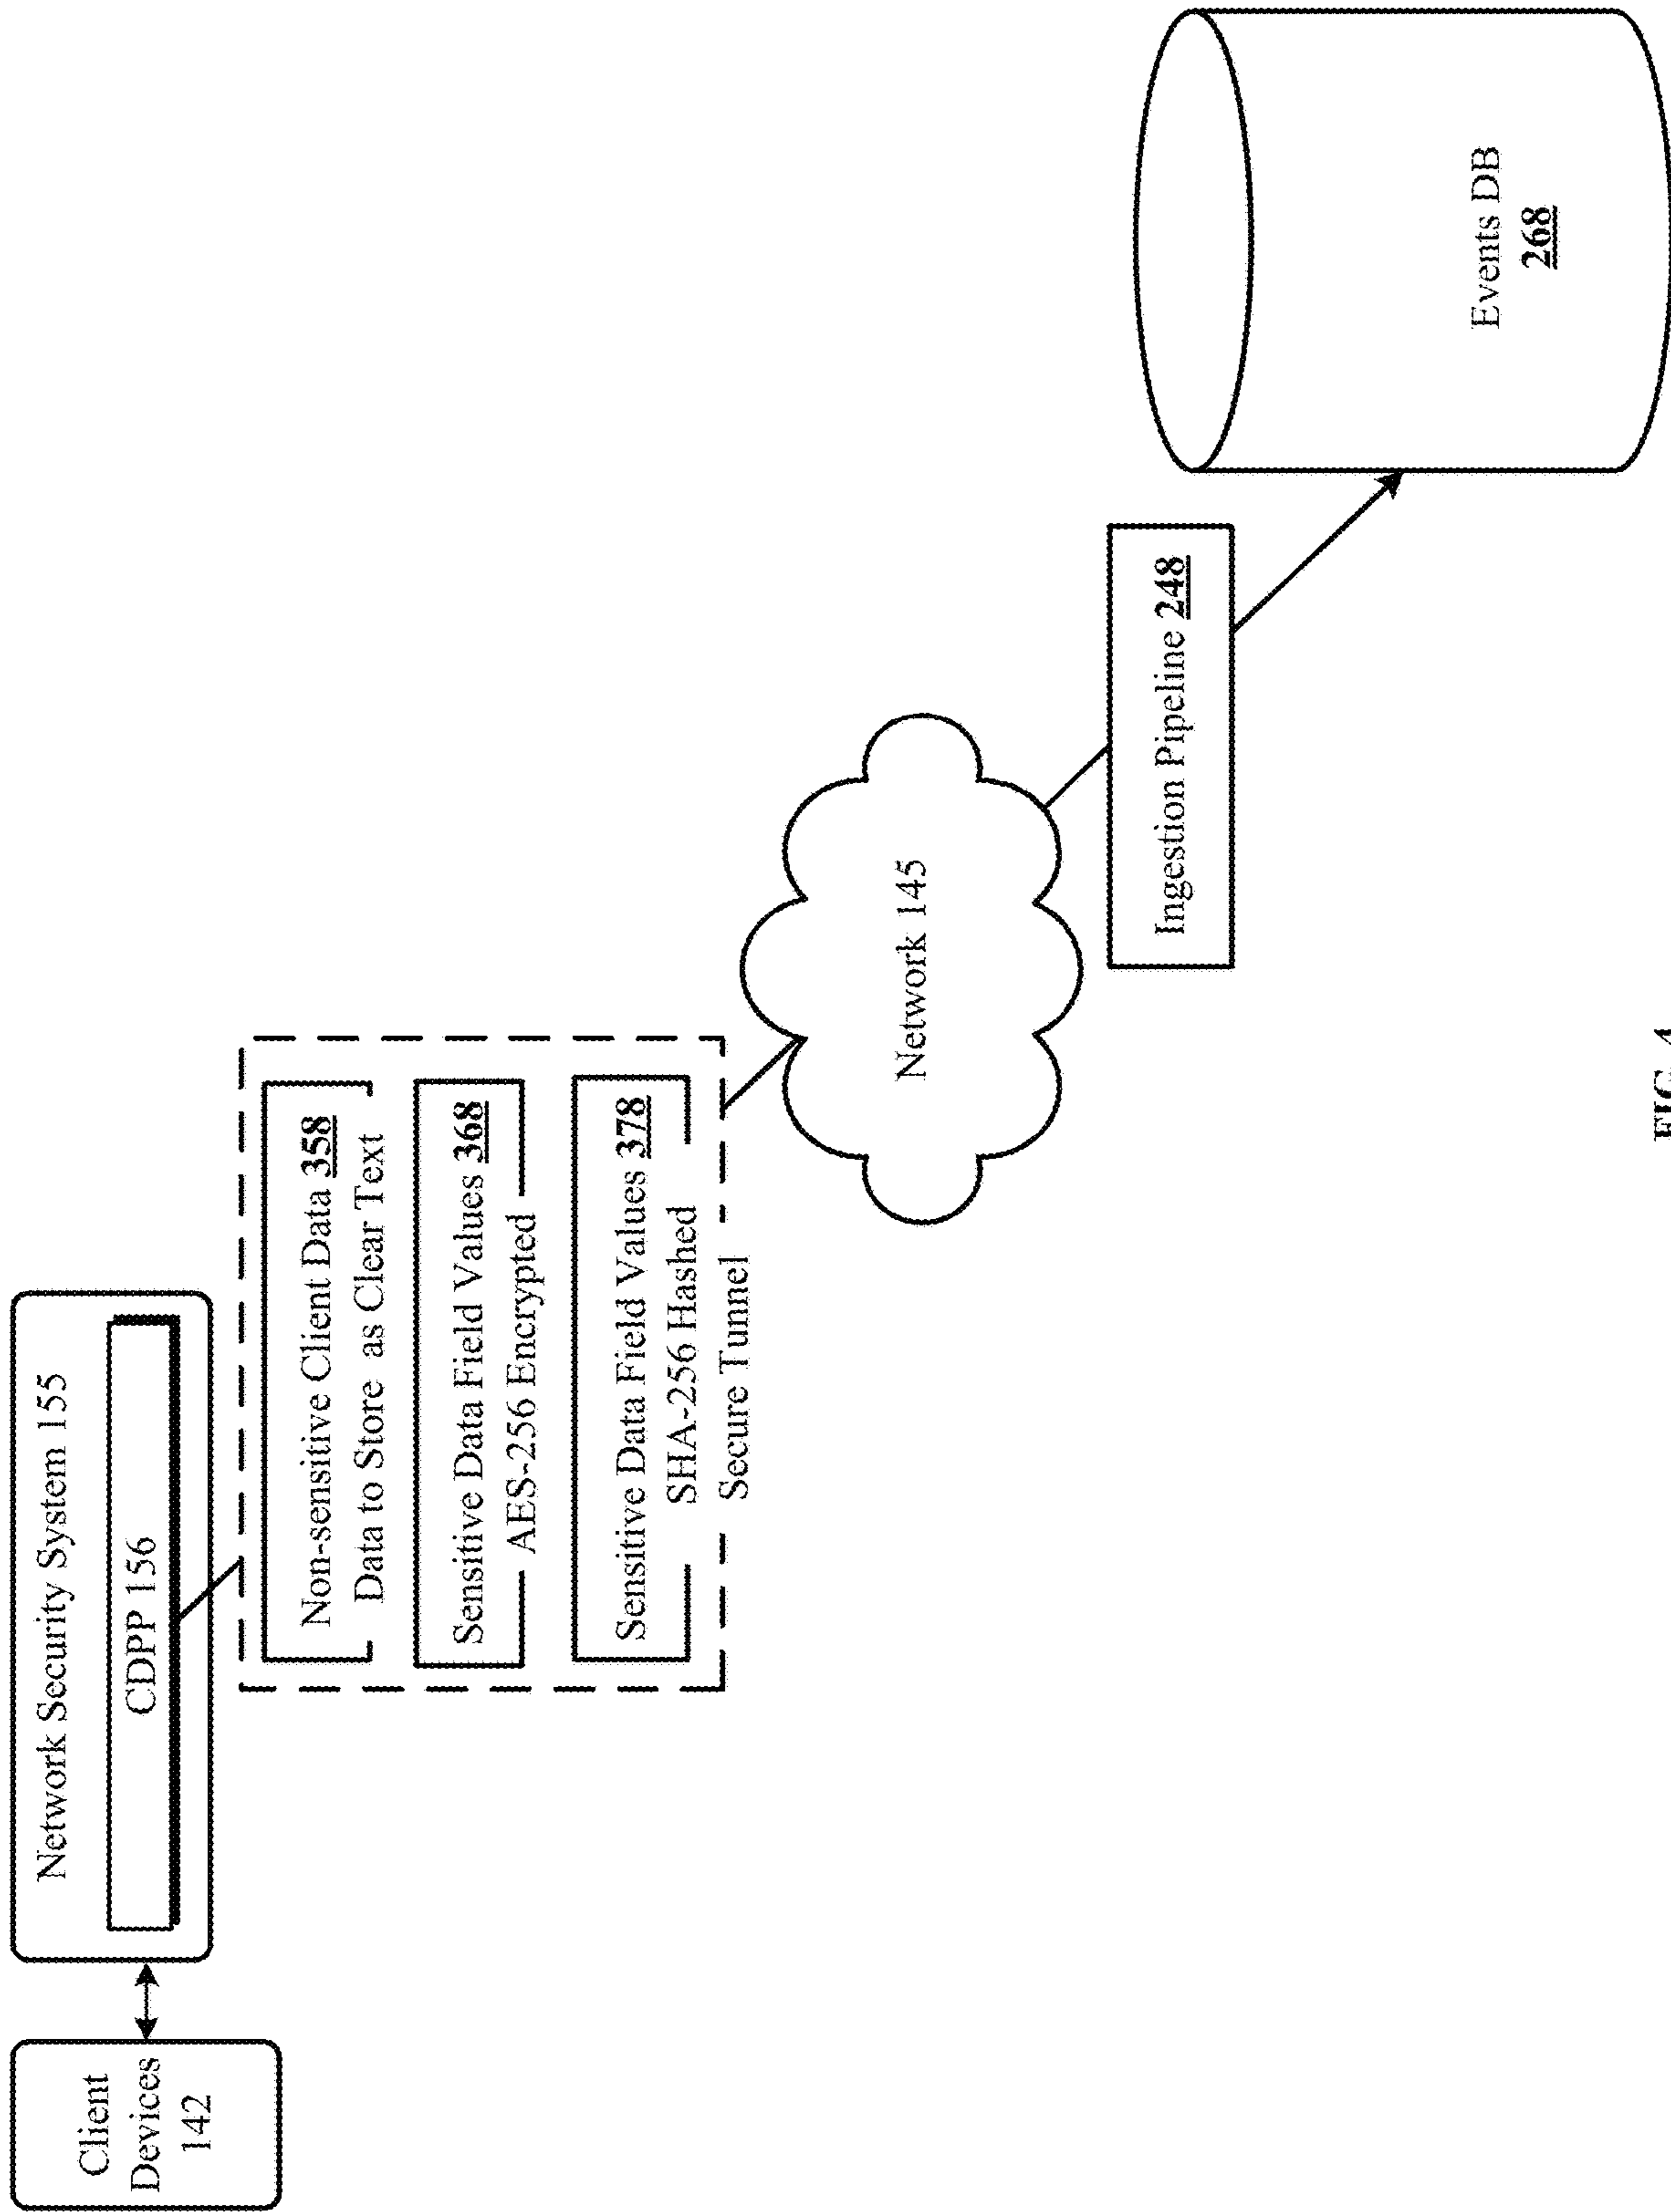 Client
Devices
142
Network Security System 155
CDPP 156
Non-sensitive Client Data 358
Data to Store as Clear Text
Sensitive Data Field Values 368
AES-256 Encrypted
Sensitive Data Field Values 378
SHA-256 Hashed
Secure Tunnel
Network 145
Ingestion Pipeline 248
Events DB
268
FIG. 4